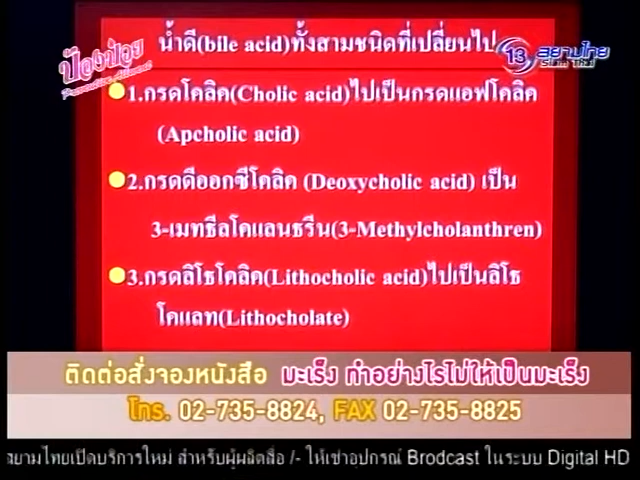 ป้องป่อย
น้ำดี(bile acid)ทั้งสามชนิดที่เปลี่ยนไป
13 สยามไทย
SIAM THAI
1.กรดโคลิค(Cholic acid)ไปเป็นกรดแอฟโคลิค
(Apcholic acid)
2.กรดดีออกซีโคลิค (Deoxycholic acid) เป็น
3-เมทธีลโคแลนธรีน(3-Methylcholanthren)
3.กรดลิโธโคลิค(Lithocholic acid)ไปเป็นลิโธ
โคแลท(Lithocholate)
ติดต่อสั่งจองหนังสือ มะเร็ง ทำอย่างไรไม่ให้เป็นมะเร็ง
โทร. 02-735-8824, FAX 02-735-8825
สยามไทยเปิดบริการใหม่ สำหรับผู้ผลิตสื่อ /- ให้เช่าอุปกรณ์ Brodcast ในระบบ Digital HD